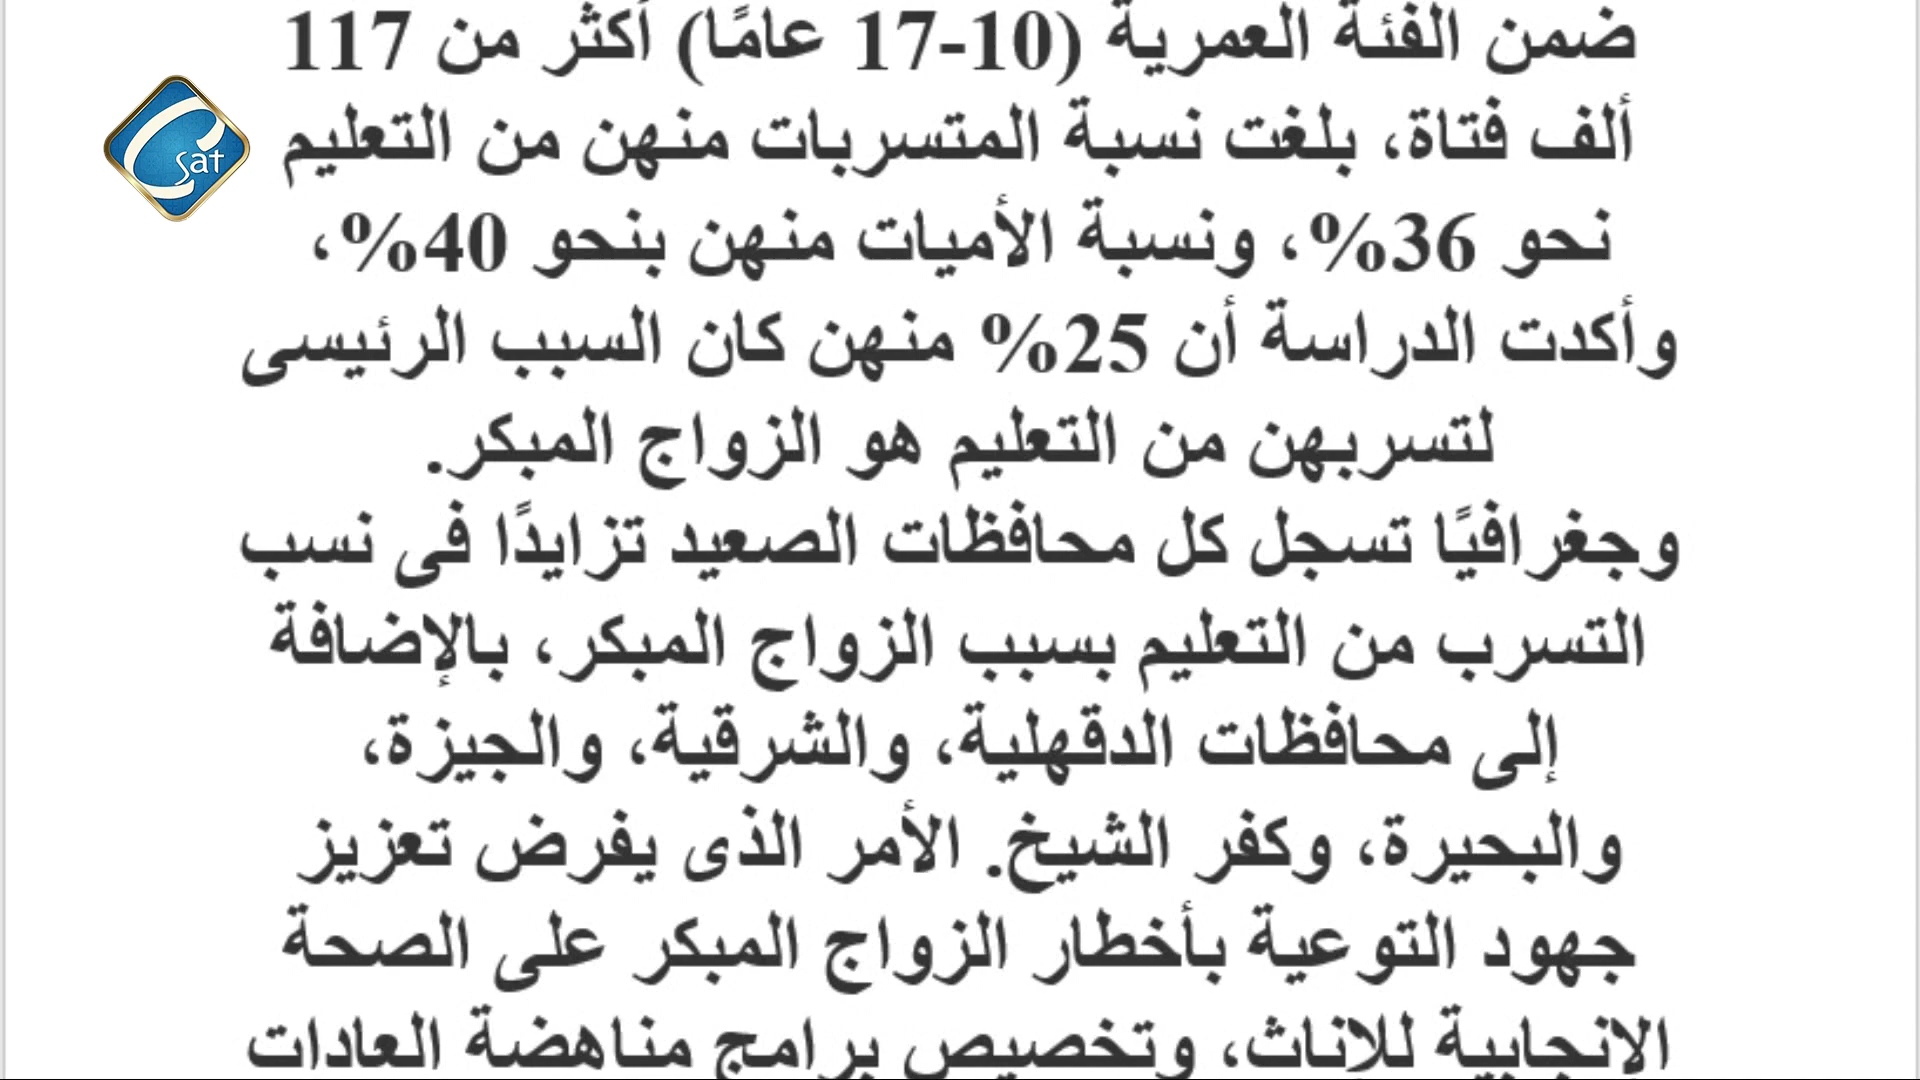 ضمن الفئة العمرية (10-17 عامًا) أكثر من 117
ألف فتاة، بلغت نسبة المتسربات منهن من التعليم
نحو 36%، ونسبة الأميات منهن بنحو 40%،
وأكدت الدراسة أن 25% منهن كان السبب الرئيسى
لتسربهن من التعليم هو الزواج المبكر.
وجغرافيًا تسجل كل محافظات الصعيد تزايدًا فى نسب
التسرب من التعليم بسبب الزواج المبكر، بالإضافة
إلى محافظات الدقهلية، والشرقية، والجيزة،
والبحيرة، وكفر الشيخ. الأمر الذى يفرض تعزيز
جهود التوعية بأخطار الزواج المبكر على الصحة
الإنجابية للإناث، وتخصيص برامج مناهضة العادات
C sat